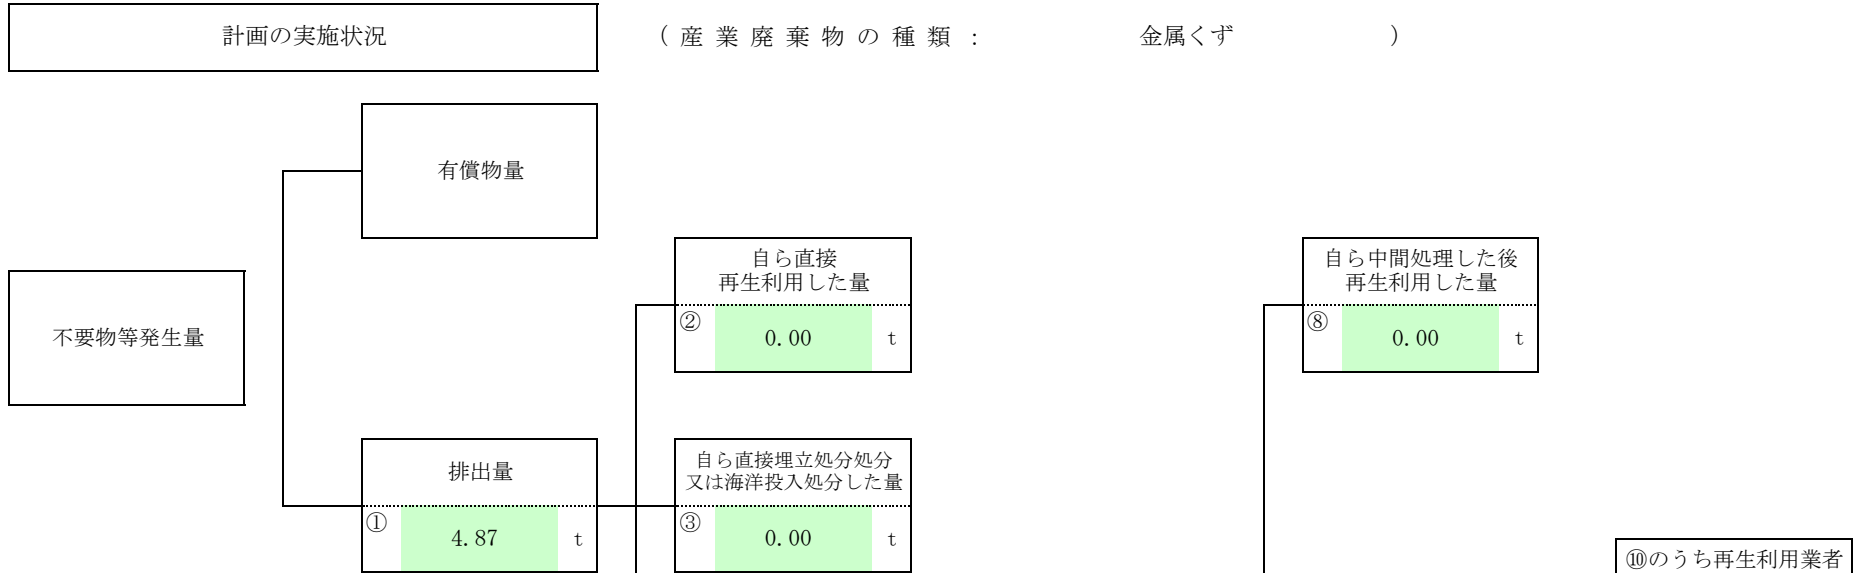 計画の実施状況
（産業廃棄物の種類： 金属くず ）
有償物量
不要物等発生量
自ら直接
再生利用した量
② 0.00 t
自ら中間処理した後
再生利用した量
⑧ 0.00 t
排出量
① 4.87 t
自ら直接埋立処分処分
又は海洋投入処分した量
③ 0.00 t
⑩のうち再生利用業者